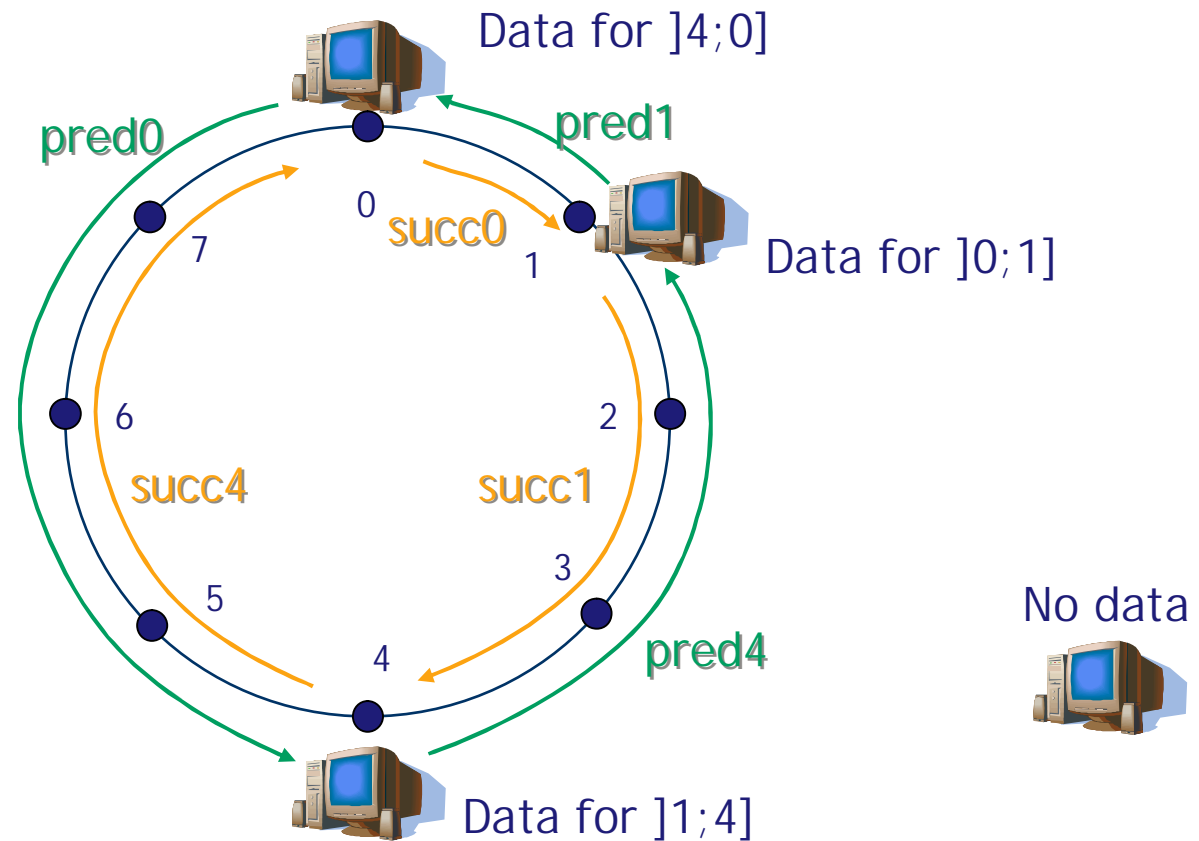 Data for ]4;0]
pred0
pred1
0
succ0
7
1
Data for ]0;1]
6
2
succ4
succ1
3
5
No data
4
pred4
Data for ]1;4]